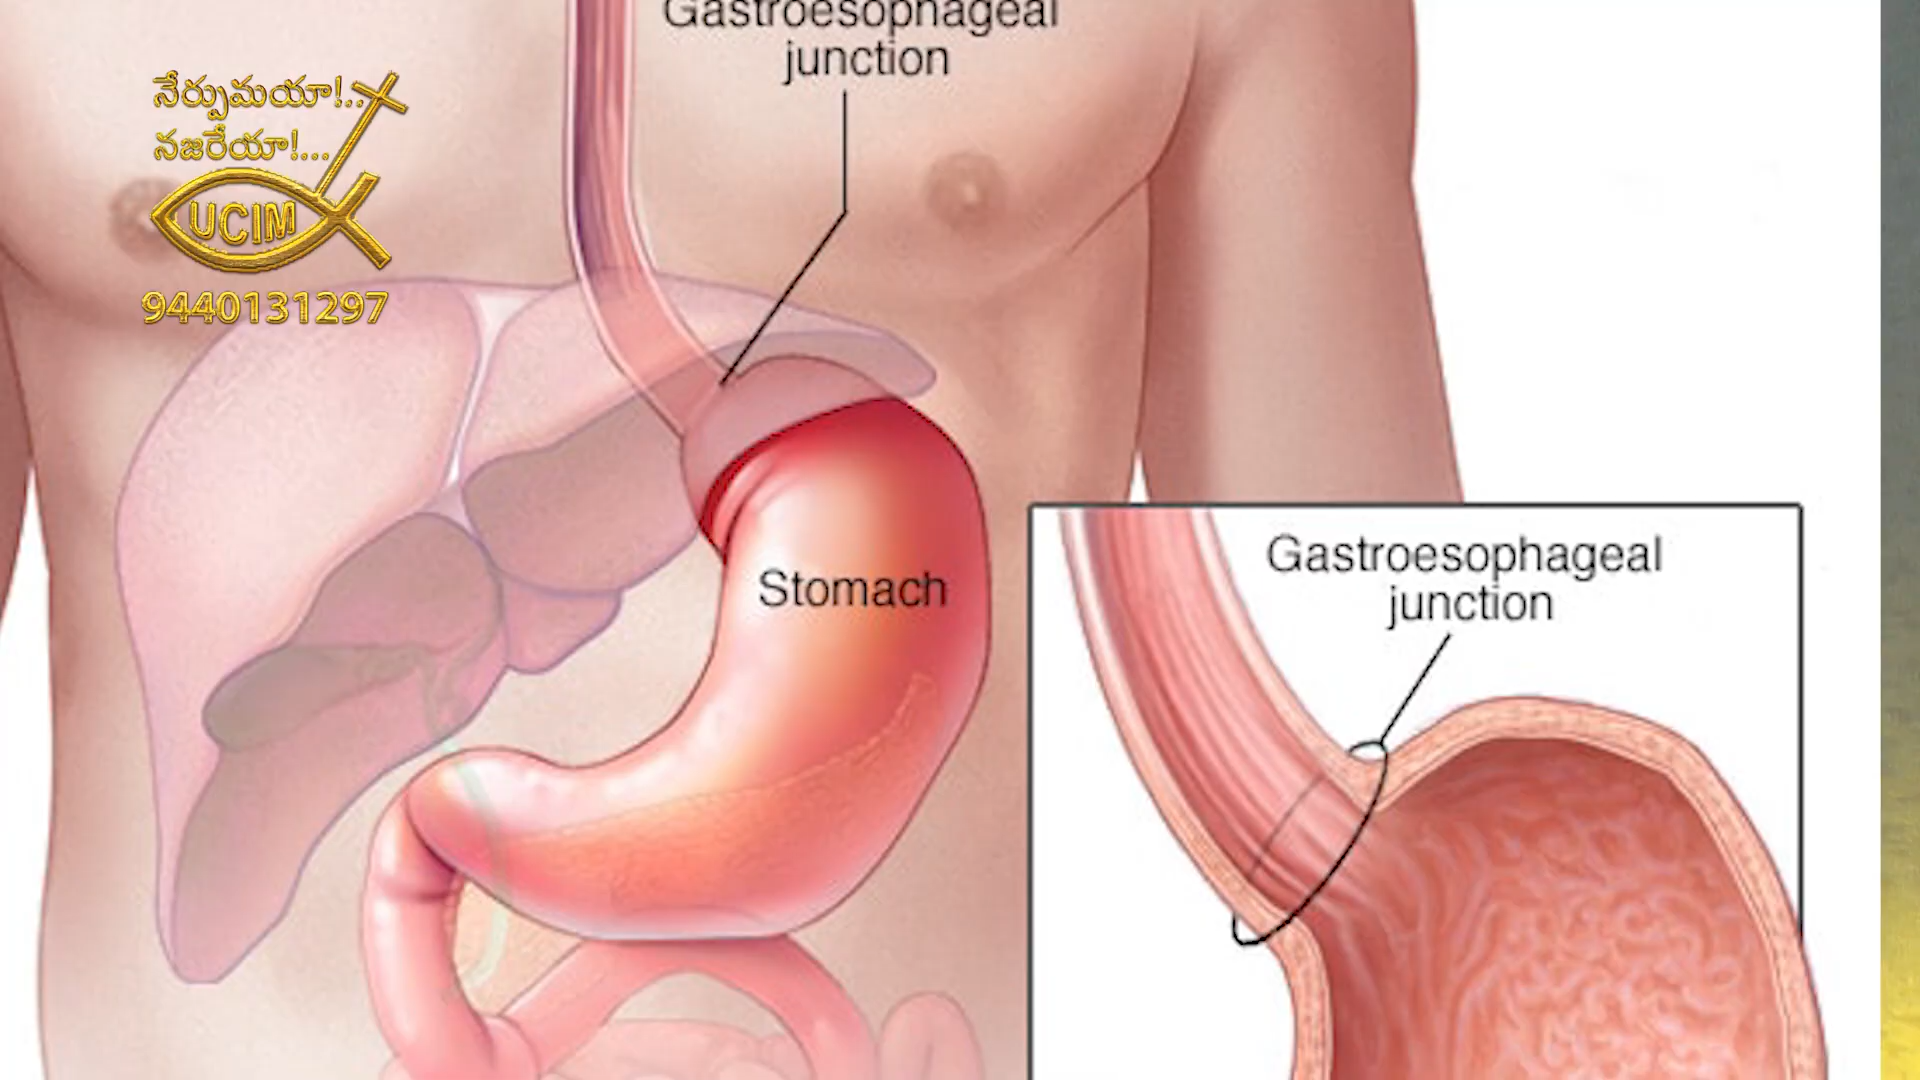 Gastroesophageal
junction
నేర్పుమయా!..
నజరేయా!...
UCIM
9440131297
Stomach
Gastroesophageal
junction